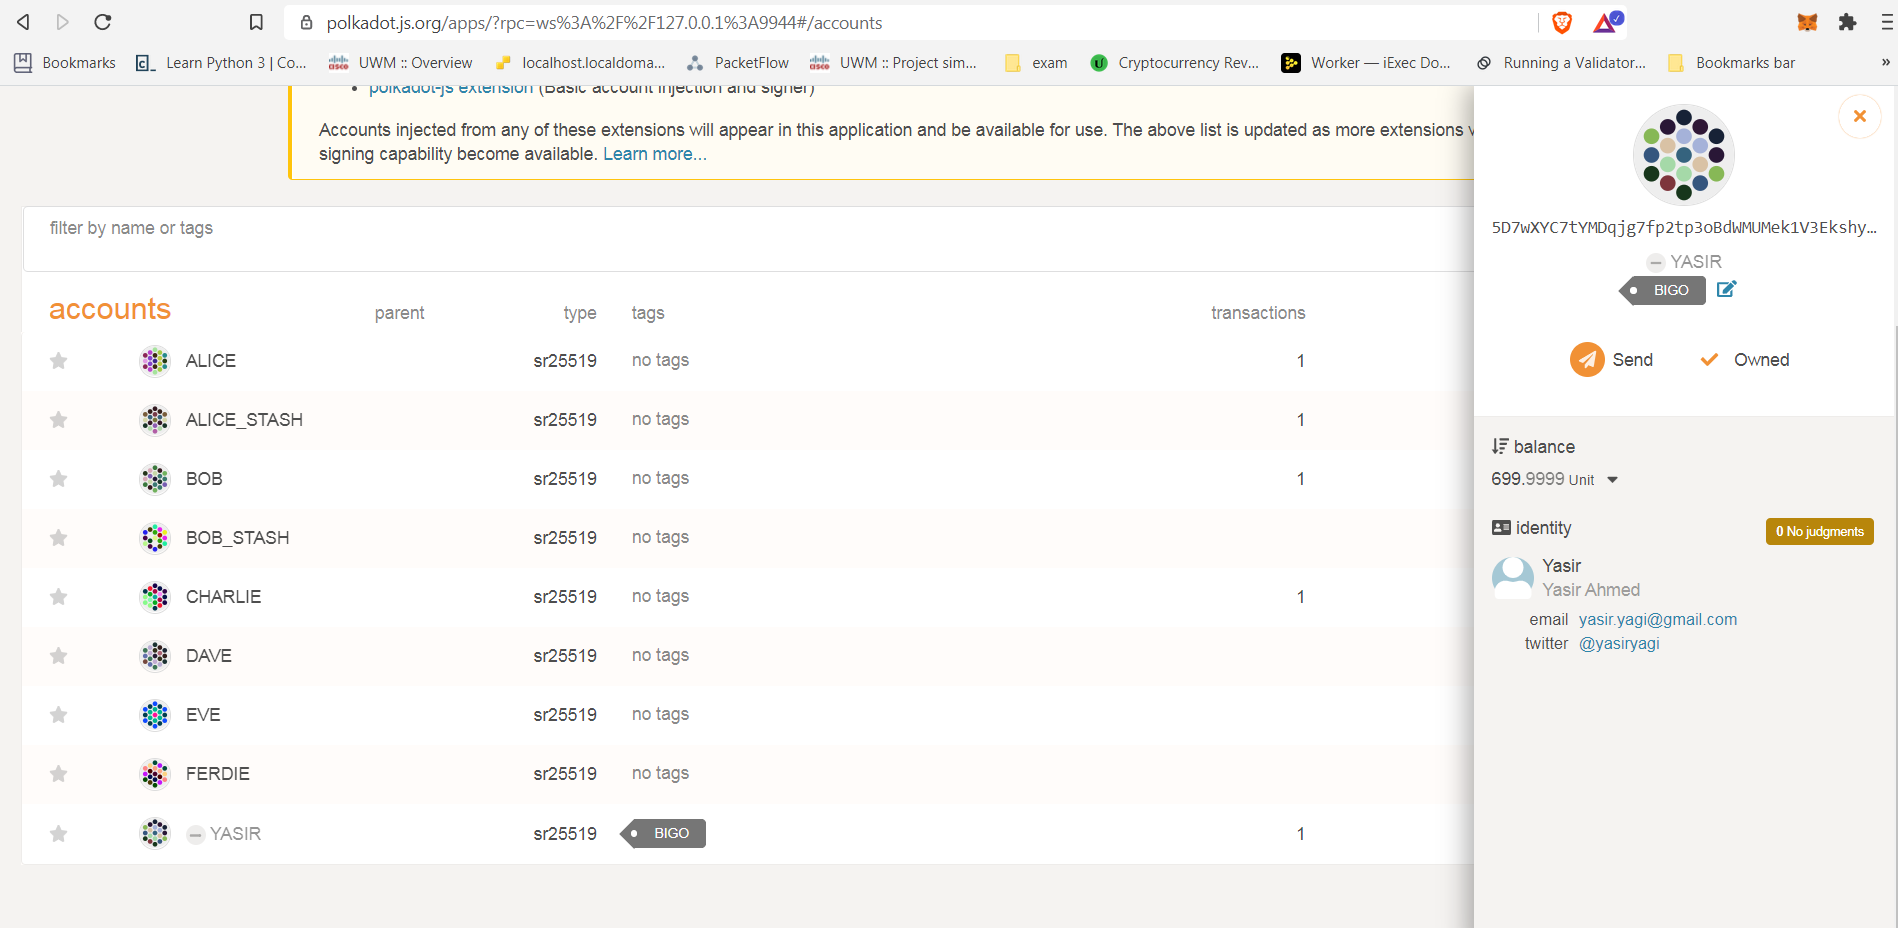 polkadot.js.org/apps/?rpc=ws%3A%2F%2F127.0.0.1%3A9944#/accounts
Bookmarks Learn Python 3 | Co... UWM :: Overview localhost.localdoma... PacketFlow UWM :: Project sim... exam Cryptocurrency Rev... Worker — iExec Do... Running a Validator... Bookmarks bar »
• polkadot-js extension (Basic account injection and signer)
Accounts injected from any of these extensions will appear in this application and be available for use. The above list is updated as more extensions
signing capability become available. Learn more...
filter by name or tags
accounts parent type tags transactions
ALICE sr25519 no tags 1
ALICE_STASH sr25519 no tags 1
BOB sr25519 no tags 1
BOB_STASH sr25519 no tags
CHARLIE sr25519 no tags 1
DAVE sr25519 no tags
EVE sr25519 no tags
FERDIE sr25519 no tags
YASIR sr25519 BIGO 1
5D7wXYC7tYMDqjg7fp2tp3oBdWMUMek1V3Ekshy…
YASIR
BIGO
Send Owned
balance
699.9999 Unit
identity 0 No judgments
Yasir
Yasir Ahmed
email yasir.yagi@gmail.com
twitter @yasiryagi